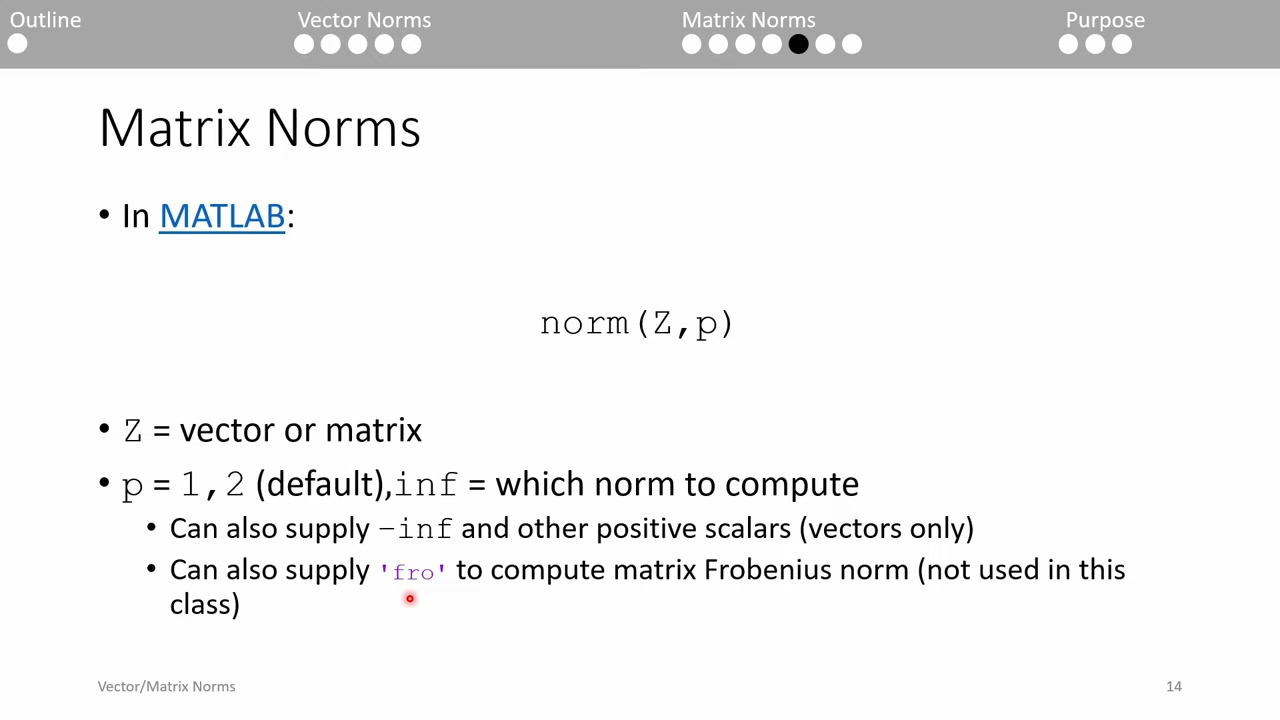 Outline Vector Norms Matrix Norms Purpose
Matrix Norms
• In MATLAB:
norm(Z,p)
• Z = vector or matrix
• p = 1,2 (default),inf = which norm to compute
• Can also supply -inf and other positive scalars (vectors only)
• Can also supply 'fro' to compute matrix Frobenius norm (not used in this
class)
Vector/Matrix Norms 14